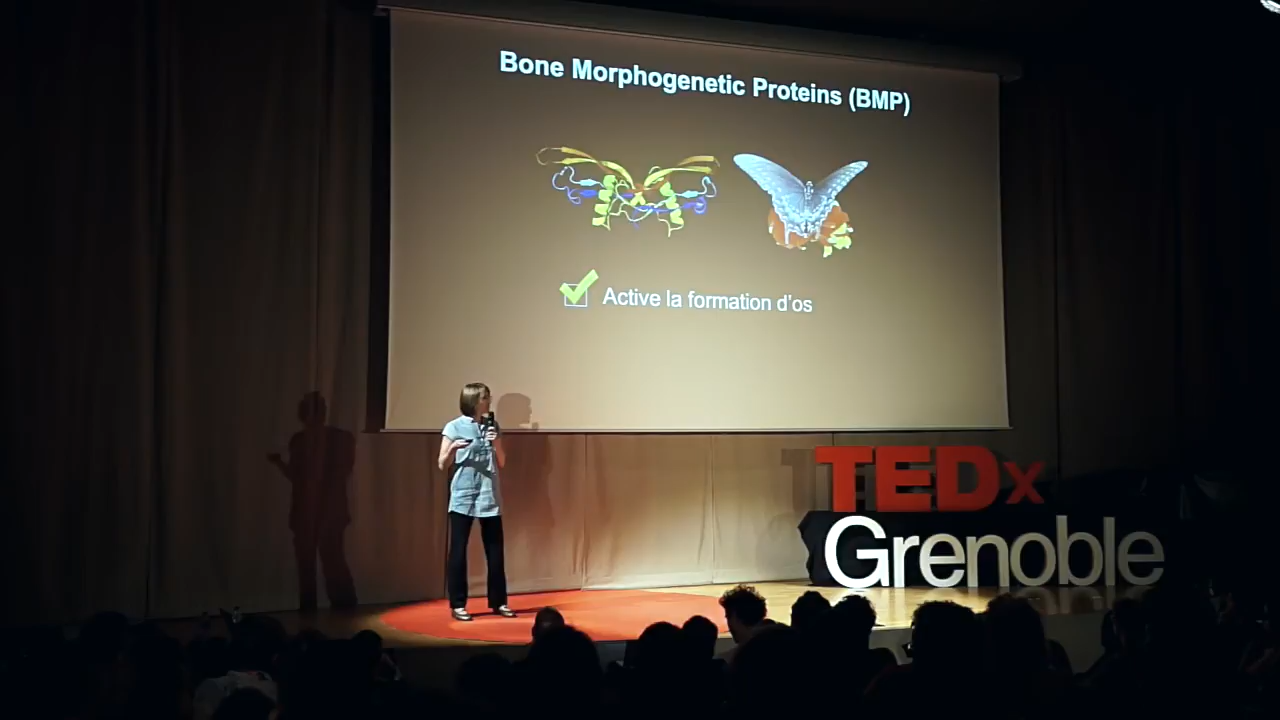 Bone Morphogenetic Proteins (BMP)
Active la formation d'os
TEDx
Grenoble